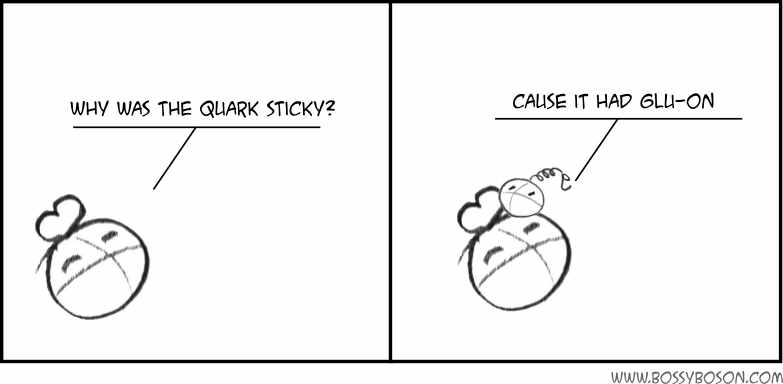 WHY WAS THE QUARK STICKY?
CAUSE IT HAD GLU-ON
WWW.BOSSYBOSON.COM